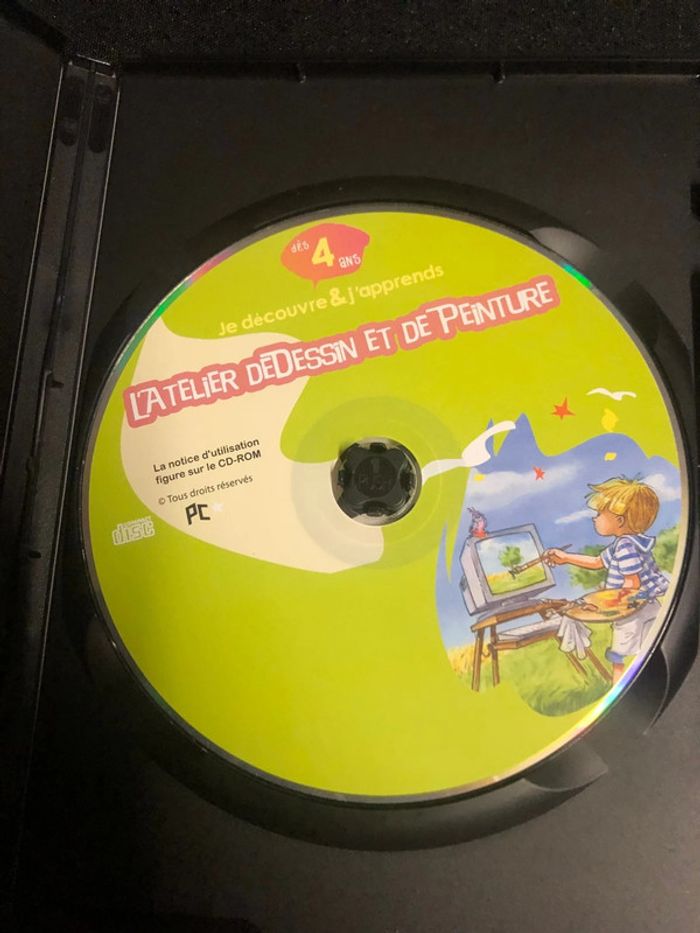 dès
4
ans
Je découvre & j'apprends
L'ATELIER DE DESSIN ET DE PEINTURE
La notice d'utilisation
figure sur le CD-ROM
© Tous droits réservés
PC
COMPACT
disc